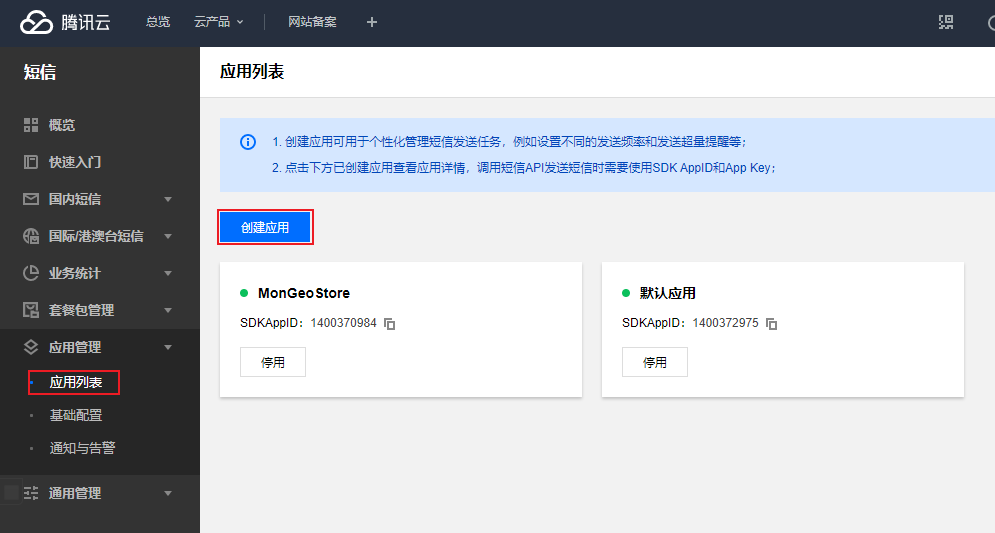 腾讯云
总览
云产品
网站备案
短信
概览
快速入门
国内短信
国际/港澳台短信
业务统计
套餐包管理
应用管理
应用列表
基础配置
通知与告警
通用管理
应用列表
1. 创建应用可用于个性化管理短信发送任务，例如设置不同的发送频率和发送超量提醒等；
2. 点击下方已创建应用查看应用详情，调用短信API发送短信时需要使用SDK AppID和App Key；
创建应用
MonGeoStore
SDKAppID：1400370984
停用
默认应用
SDKAppID：1400372975
停用